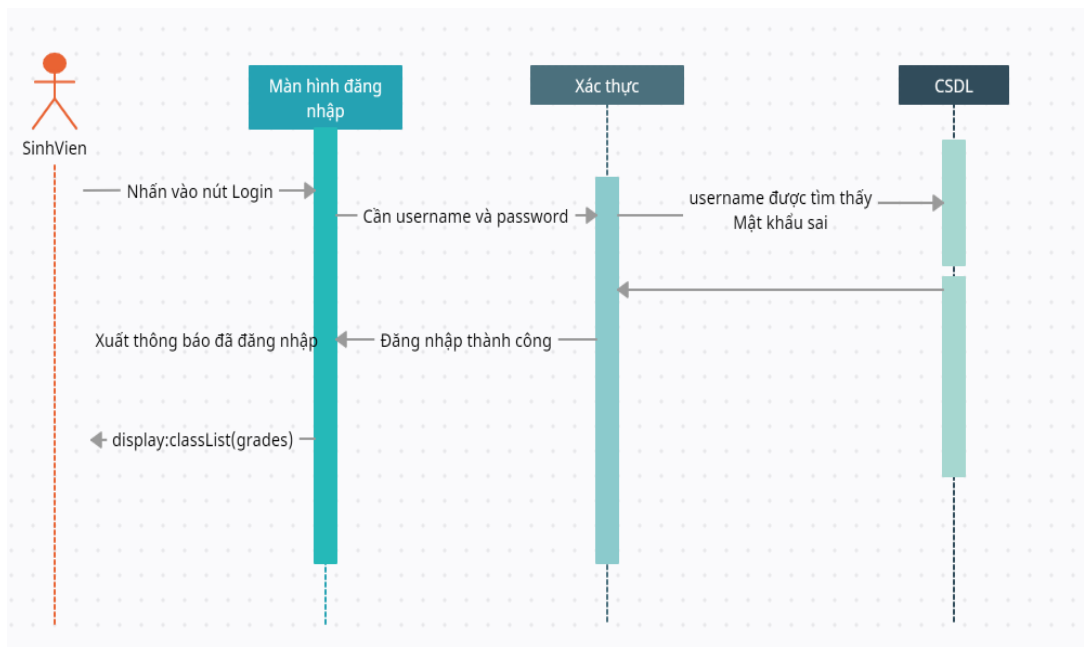 Màn hình đăng
nhập
Xác thực
CSDL
SinhVien
Nhấn vào nút Login
Cần username và password
username được tìm thấy
Mật khẩu sai
Xuất thông báo đã đăng nhập
Đăng nhập thành công
display:classList(grades)